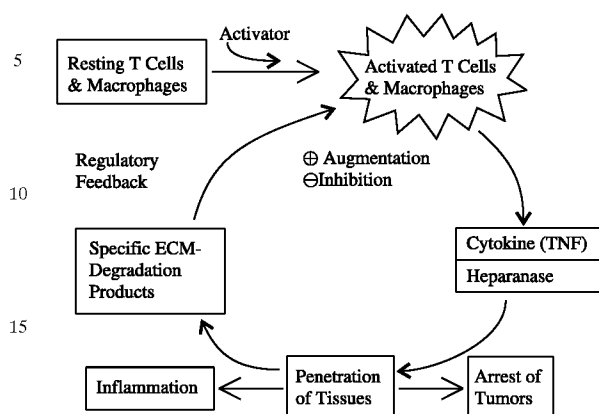 Activator
5
Resting T Cells
& Macrophages
Activated T Cells
& Macrophages
Regulatory
Feedback
⊕ Augmentation
⊖Inhibition
10
Specific ECM-
Degradation
Products
Cytokine (TNF)
Heparanase
15
Inflammation
Penetration
of Tissues
Arrest of
Tumors